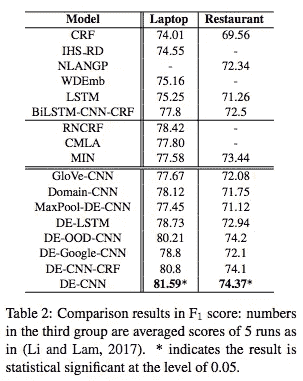 Model Laptop Restaurant
CRF 74.01 69.56
IHS_RD 74.55 -
NLANGP - 72.34
WDEmb 75.16 -
LSTM 75.25 71.26
BiLSTM-CNN-CRF 77.8 72.5
RNCRF 78.42 -
CMLA 77.80 -
MIN 77.58 73.44
GloVe-CNN 77.67 72.08
Domain-CNN 78.12 71.75
MaxPool-DE-CNN 77.45 71.12
DE-LSTM 78.73 72.94
DE-OOD-CNN 80.21 74.2
DE-Google-CNN 78.8 72.1
DE-CNN-CRF 80.8 74.1
DE-CNN 81.59* 74.37*
Table 2: Comparison results in F₁ score: numbers
in the third group are averaged scores of 5 runs as
in (Li and Lam, 2017). * indicates the result is
statistical significant at the level of 0.05.